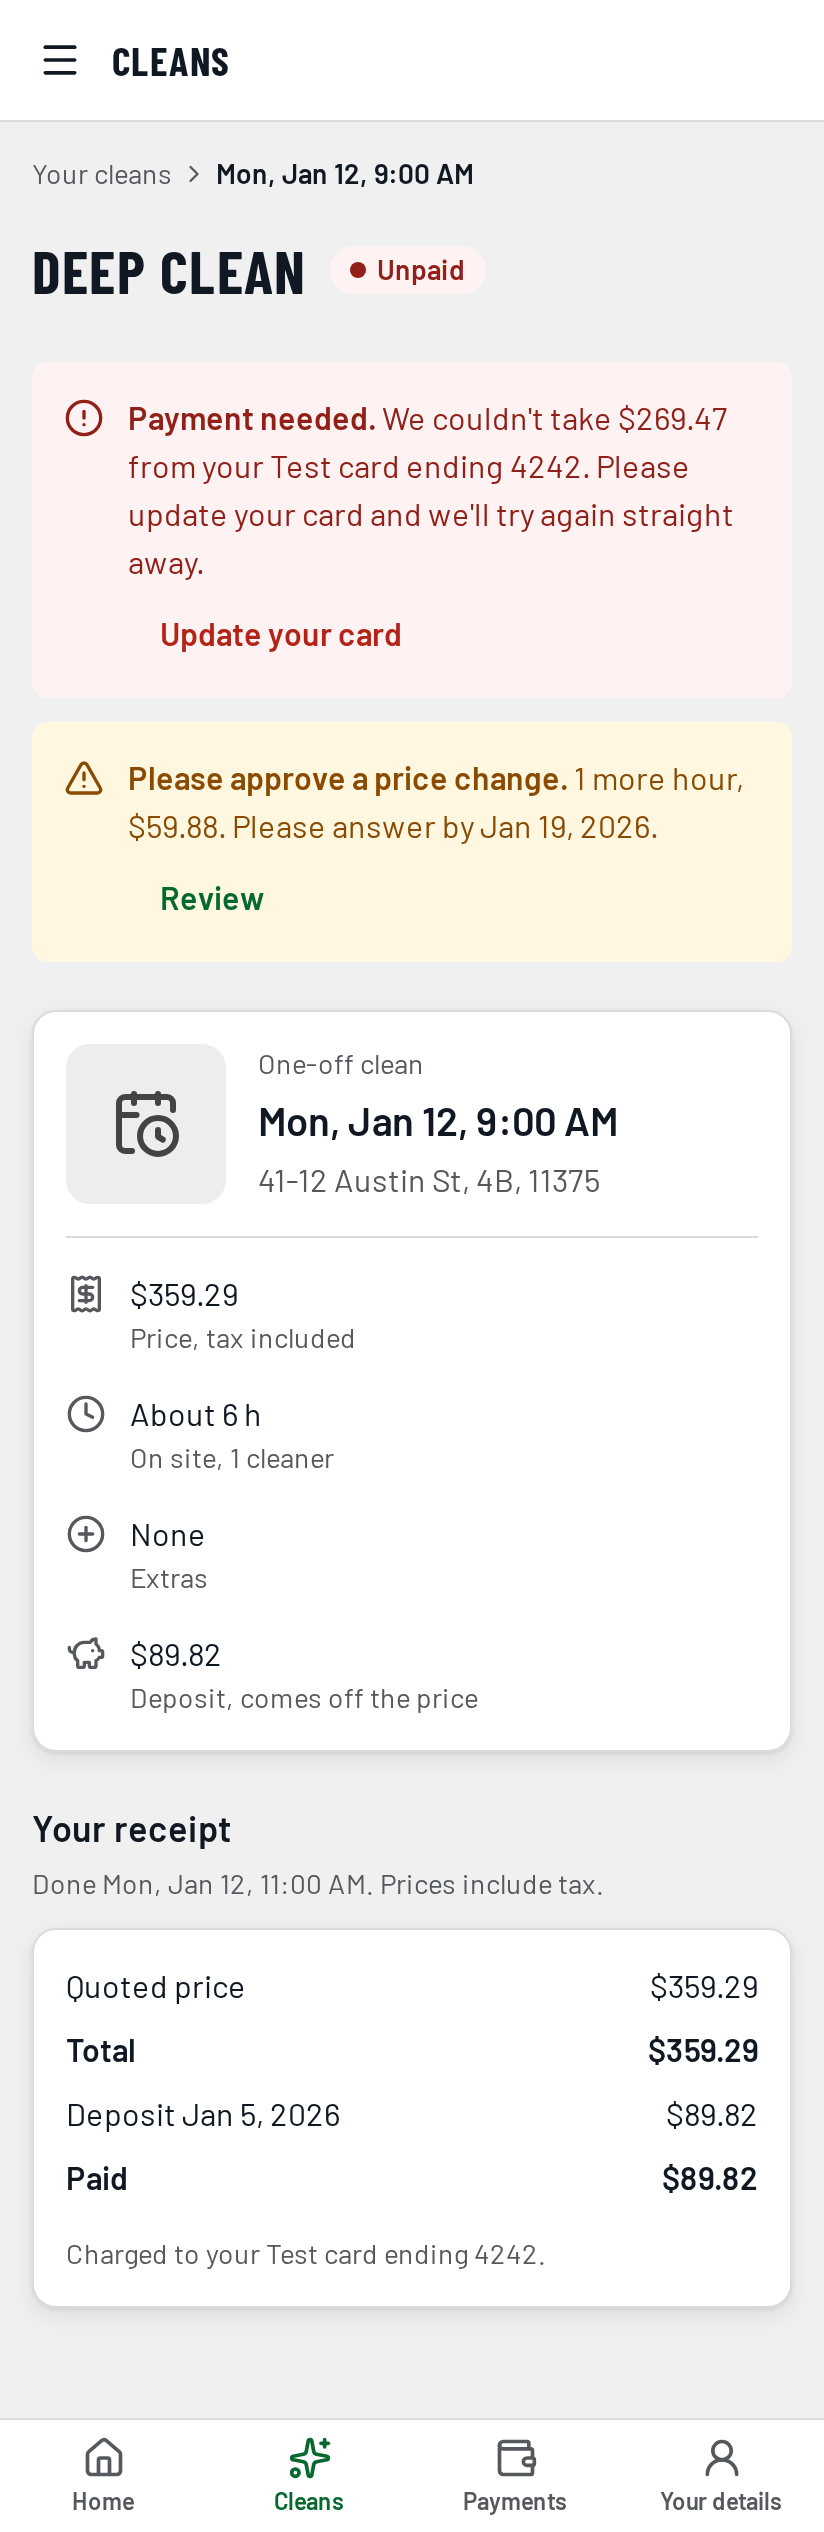 CLEANS
Your cleans > Mon, Jan 12, 9:00 AM
DEEP CLEAN
Unpaid
Payment needed. We couldn't take $269.47
from your Test card ending 4242. Please
update your card and we'll try again straight
away.
Update your card
Please approve a price change. 1 more hour,
$59.88. Please answer by Jan 19, 2026.
Review
One-off clean
Mon, Jan 12, 9:00 AM
41-12 Austin St, 4B, 11375
$359.29
Price, tax included
About 6 h
On site, 1 cleaner
None
Extras
$89.82
Deposit, comes off the price
Your receipt
Done Mon, Jan 12, 11:00 AM. Prices include tax.
Quoted price $359.29
Total $359.29
Deposit Jan 5, 2026 $89.82
Paid $89.82
Charged to your Test card ending 4242.
Home Cleans Payments Your details